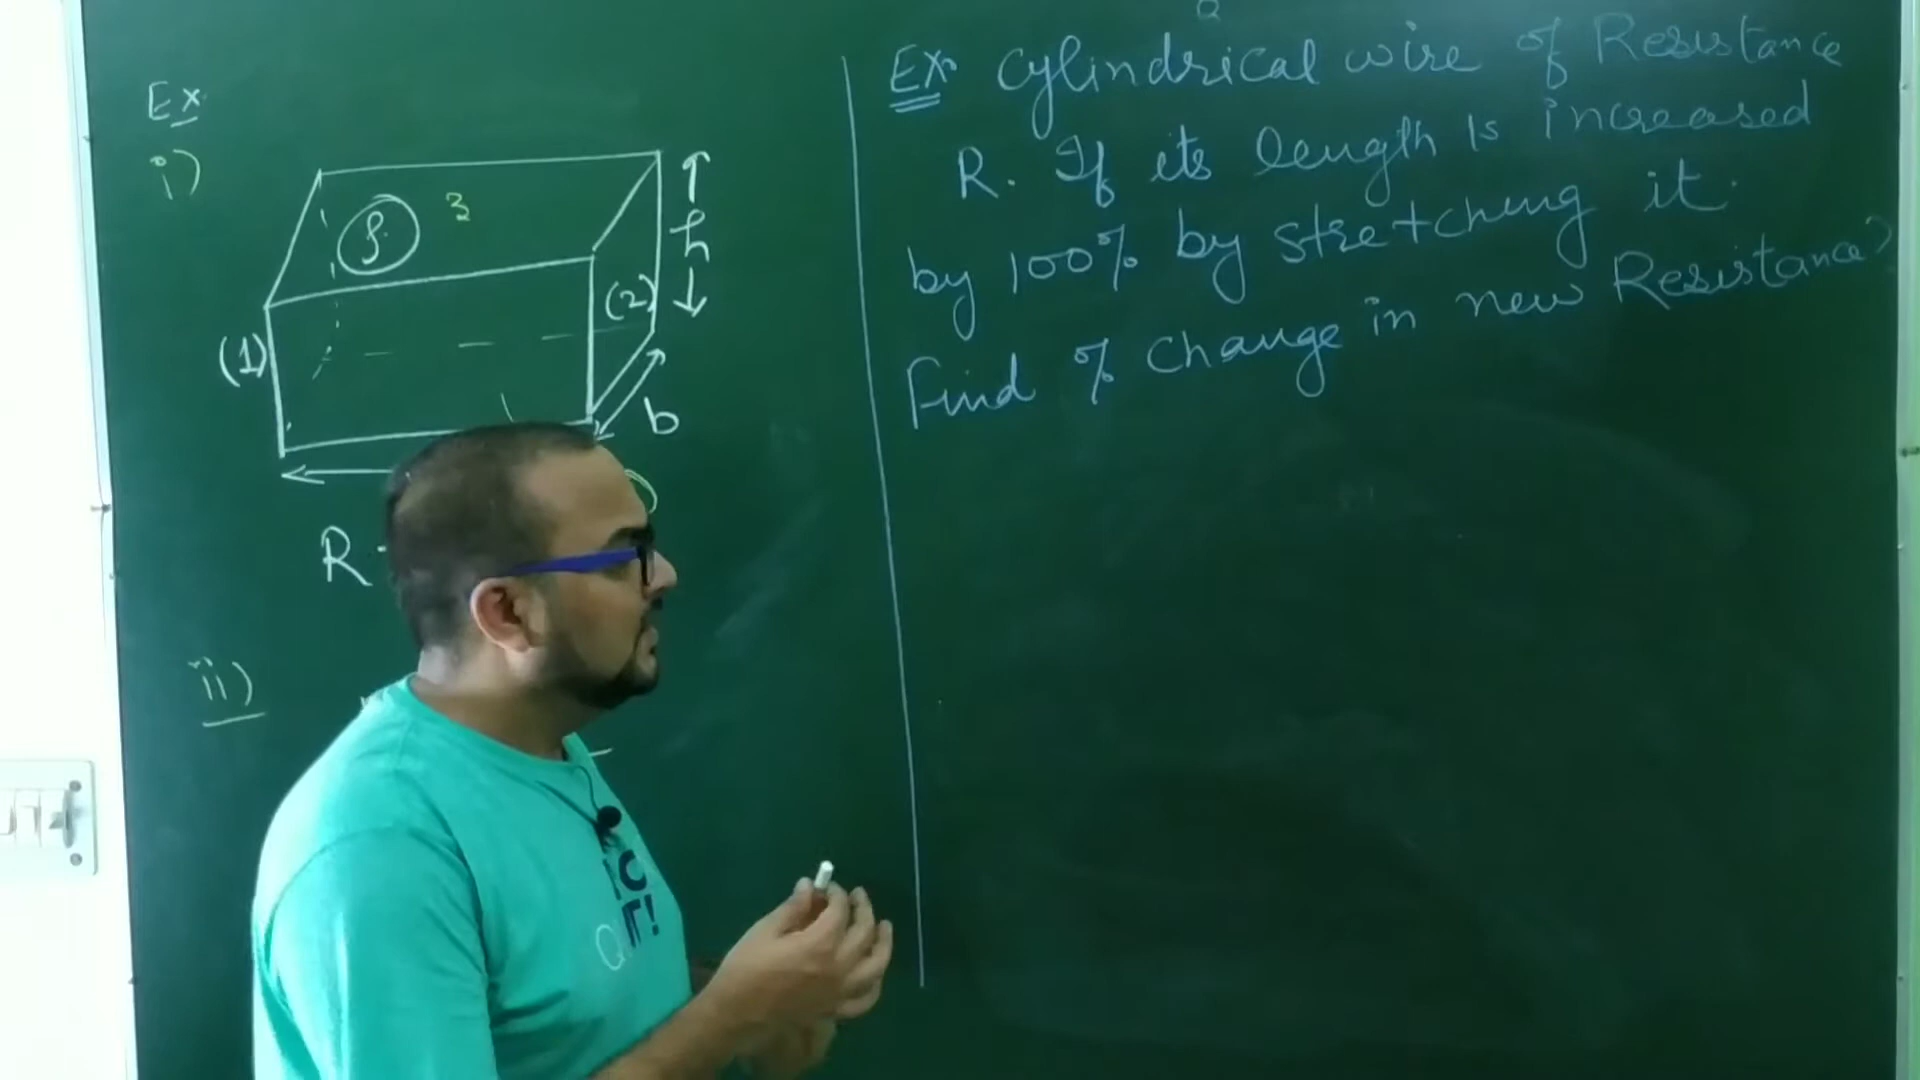 Ex.
i)
ρ
3
h
(2)
(1)
b
R
ii)
Ex. Cylindrical wire of Resistance
R. If its length is increased
by 100% by stretching it.
Find % Change in new Resistance?